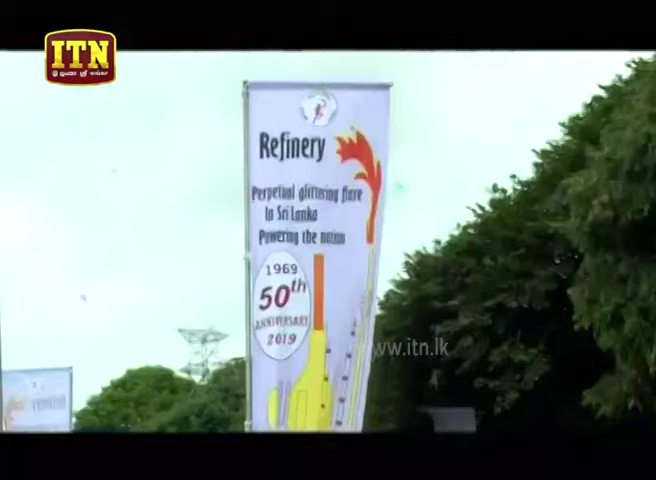 ITN
Refinery
Perpetual glittering flare
In Sri Lanka
Powering the nation
1969
50th
ANNIVERSARY
2019
www.itn.lk